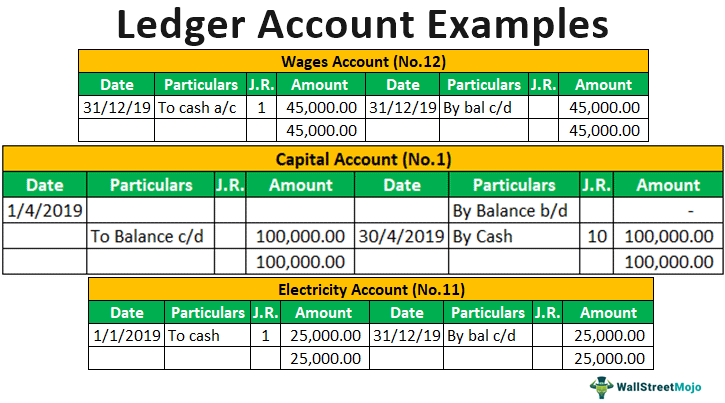 Ledger Account Examples
Wages Account (No.12)
Date Particulars J.R. Amount Date Particulars J.R. Amount
31/12/19 To cash a/c 1 45,000.00 31/12/19 By bal c/d 45,000.00
45,000.00 45,000.00
Capital Account (No.1)
Date Particulars J.R. Amount Date Particulars J.R. Amount
1/4/2019 By Balance b/d -
To Balance c/d 100,000.00 30/4/2019 By Cash 10 100,000.00
100,000.00 100,000.00
Electricity Account (No.11)
Date Particulars J.R. Amount Date Particulars J.R. Amount
1/1/2019 To cash 1 25,000.00 31/12/19 By bal c/d 25,000.00
25,000.00 25,000.00
WallStreetMojo